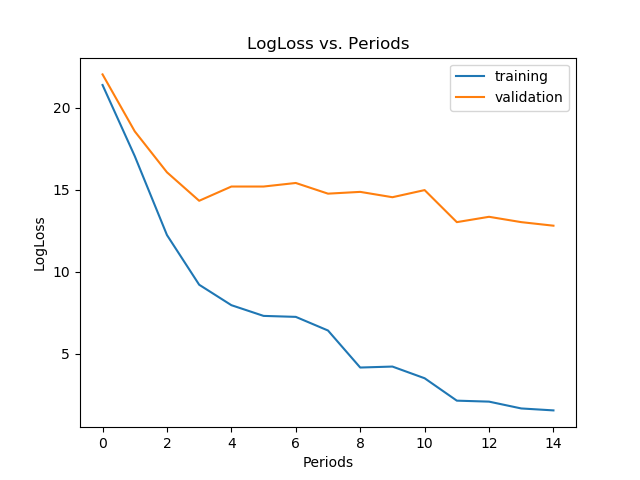 LogLoss vs. Periods
training
validation
LogLoss
20
15
10
5
0 2 4 6 8 10 12 14
Periods